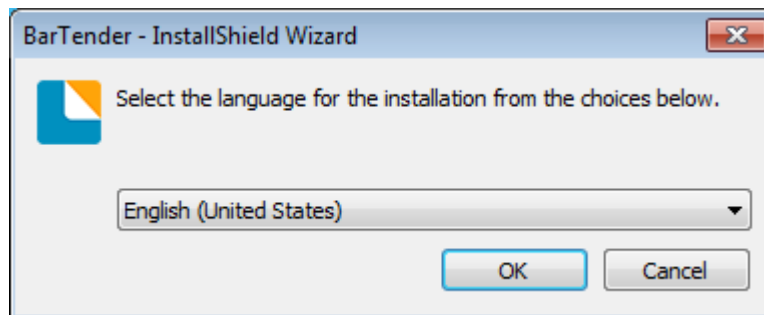 BarTender - InstallShield Wizard
Select the language for the installation from the choices below.
English (United States)
OK
Cancel